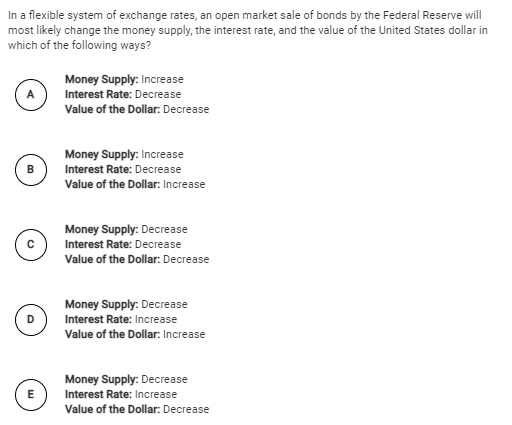 In a flexible system of exchange rates, an open market sale of bonds by the Federal Reserve will
most likely change the money supply, the interest rate, and the value of the United States dollar in
which of the following ways?
A
Money Supply: Increase
Interest Rate: Decrease
Value of the Dollar: Decrease
B
Money Supply: Increase
Interest Rate: Decrease
Value of the Dollar: Increase
C
Money Supply: Decrease
Interest Rate: Decrease
Value of the Dollar: Decrease
D
Money Supply: Decrease
Interest Rate: Increase
Value of the Dollar: Increase
E
Money Supply: Decrease
Interest Rate: Increase
Value of the Dollar: Decrease